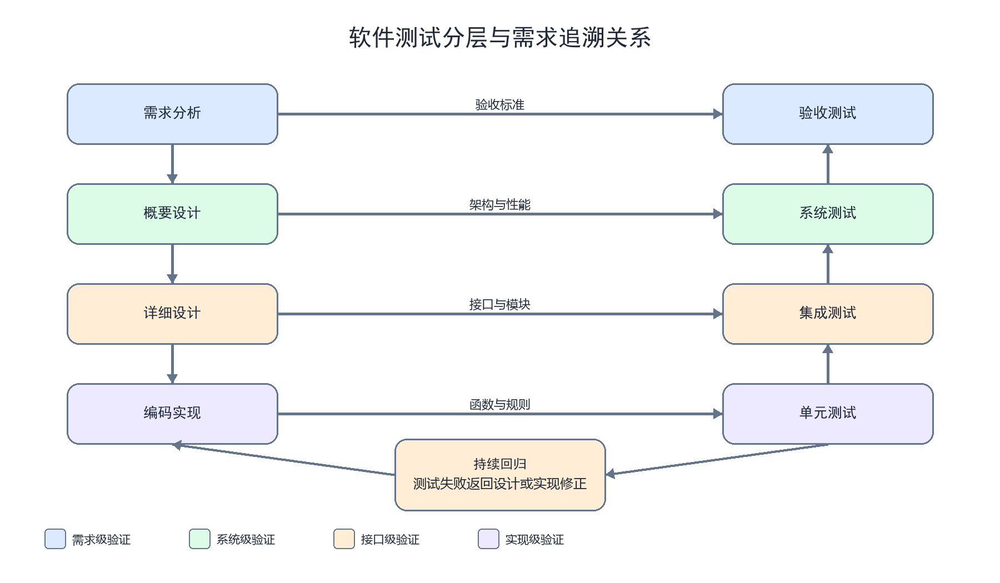 软件测试分层与需求追溯关系
需求分析
验收标准
验收测试
概要设计
架构与性能
系统测试
详细设计
接口与模块
集成测试
编码实现
函数与规则
单元测试
持续回归
测试失败返回设计或实现修正
需求级验证
系统级验证
接口级验证
实现级验证